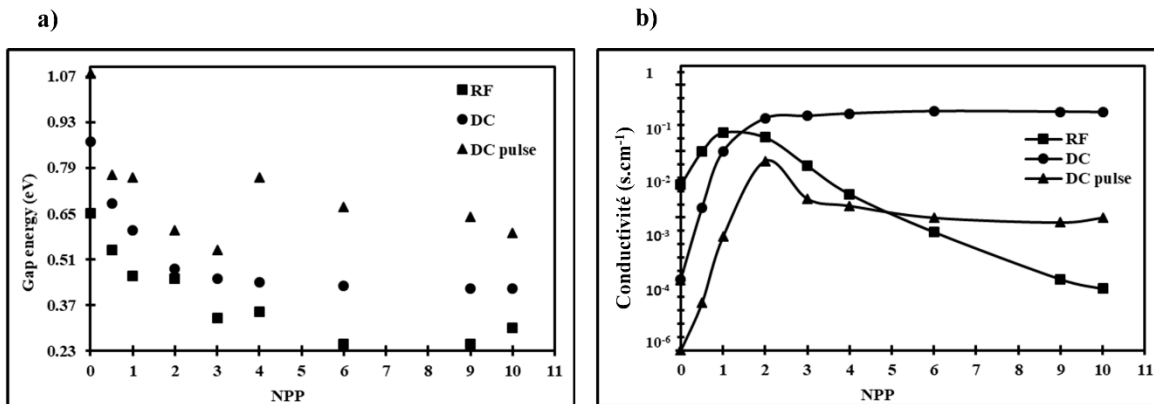 a)
b)
1.07
0.93
0.79
0.65
0.51
0.37
0.23
Gap energy (eV)
RF
DC
DC pulse
0 1 2 3 4 5 6 7 8 9 10 11
NPP
1
10⁻¹
10⁻²
10⁻³
10⁻⁴
10⁻⁶
Conductivité (s.cm⁻¹)
RF
DC
DC pulse
0 1 2 3 4 5 6 7 8 9 10 11
NPP